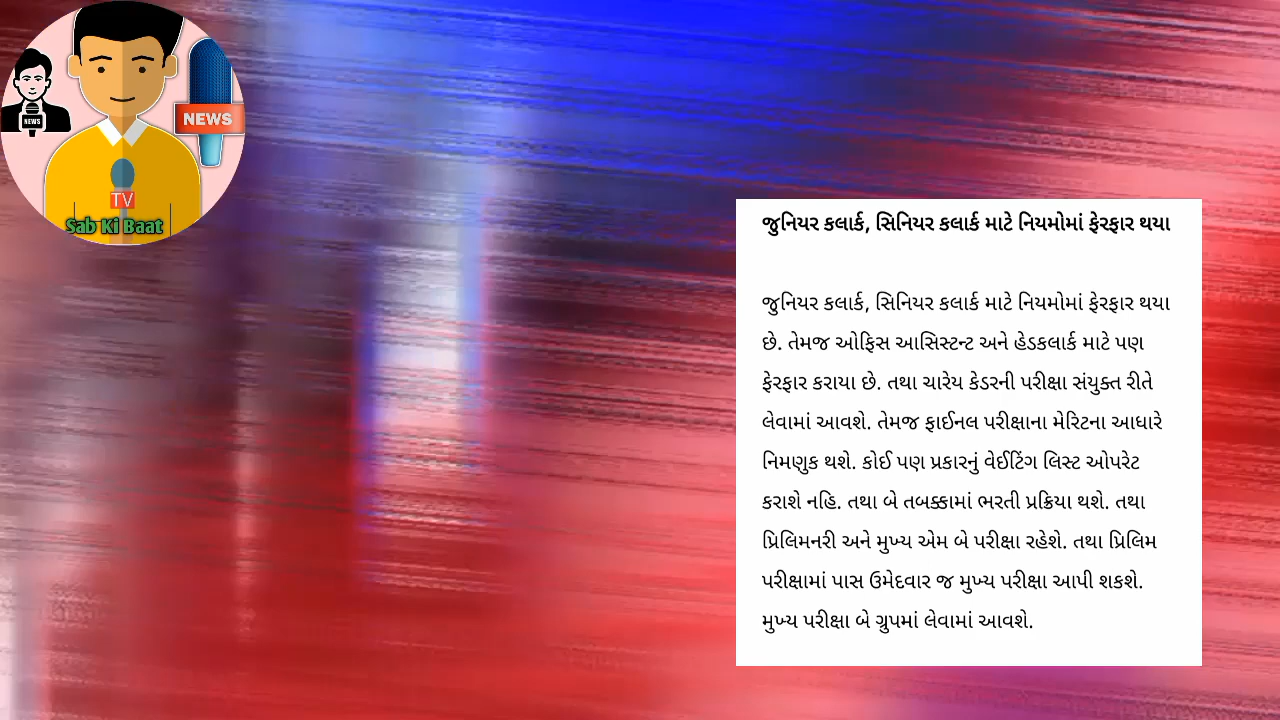 NEWS
NEWS
TV
Sab Ki Baat
જુનિયર કલાર્ક, સિનિયર કલાર્ક માટે નિયમોમાં ફેરફાર થયા
જુનિયર કલાર્ક, સિનિયર કલાર્ક માટે નિયમોમાં ફેરફાર થયા
છે. તેમજ ઓફિસ આસિસ્ટન્ટ અને હેડકલાર્ક માટે પણ
ફેરફાર કરાયા છે. તથા ચારેય કેડરની પરીક્ષા સંયુક્ત રીતે
લેવામાં આવશે. તેમજ ફાઈનલ પરીક્ષાના મેરિટના આધારે
નિમણુક થશે. કોઈ પણ પ્રકારનું વેઈટિંગ લિસ્ટ ઓપરેટ
કરાશે નહિ. તથા બે તબક્કામાં ભરતી પ્રક્રિયા થશે. તથા
પ્રિલિમનરી અને મુખ્ય એમ બે પરીક્ષા રહેશે. તથા પ્રિલિમ
પરીક્ષામાં પાસ ઉમેદવાર જ મુખ્ય પરીક્ષા આપી શકશે.
મુખ્ય પરીક્ષા બે ગ્રુપમાં લેવામાં આવશે.